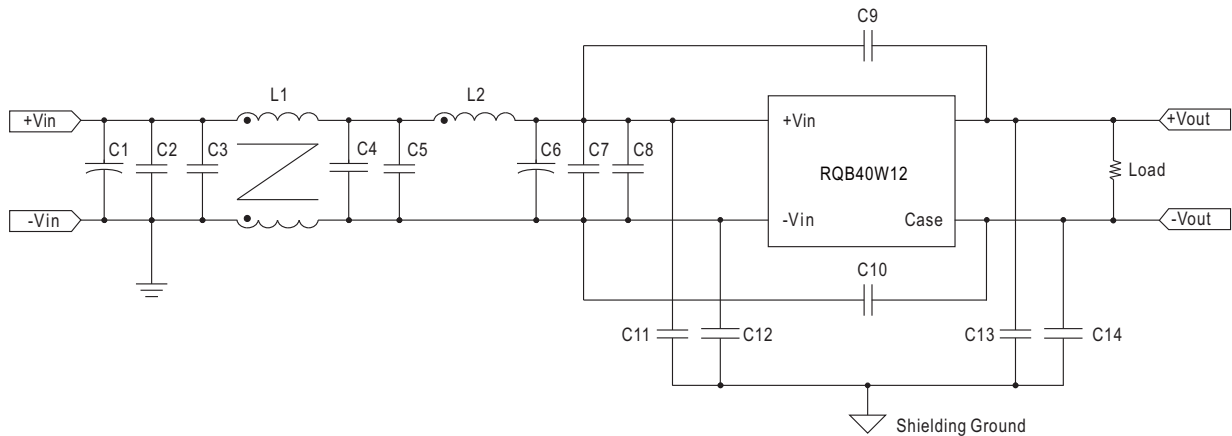 C9
L1
L2
+Vin
C1
C2
C3
C4
C5
C6
C7
C8
+Vin
RQB40W12
+Vout
Load
-Vin
-Vin
Case
-Vout
C10
C11
C12
C13
C14
Shielding Ground